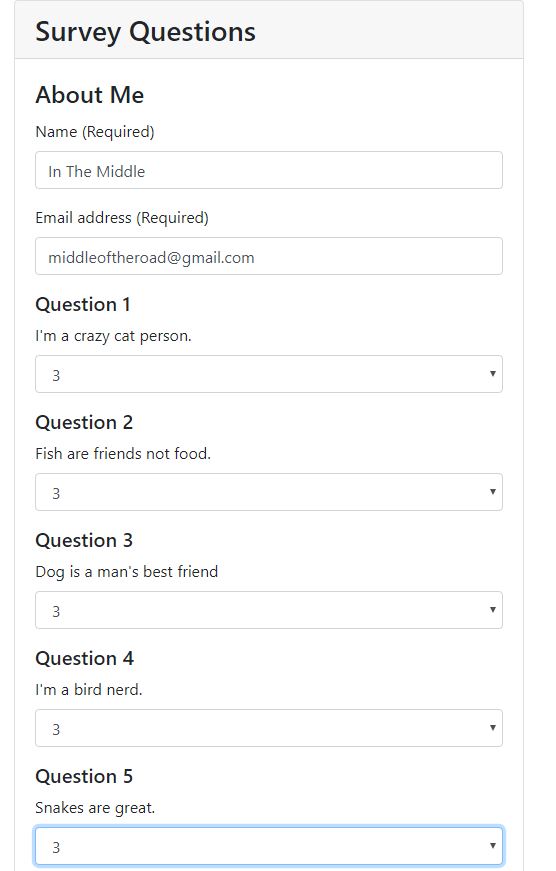 Survey Questions
About Me
Name (Required)
In The Middle
Email address (Required)
middleoftheroad@gmail.com
Question 1
I'm a crazy cat person.
3
Question 2
Fish are friends not food.
3
Question 3
Dog is a man's best friend
3
Question 4
I'm a bird nerd.
3
Question 5
Snakes are great.
3